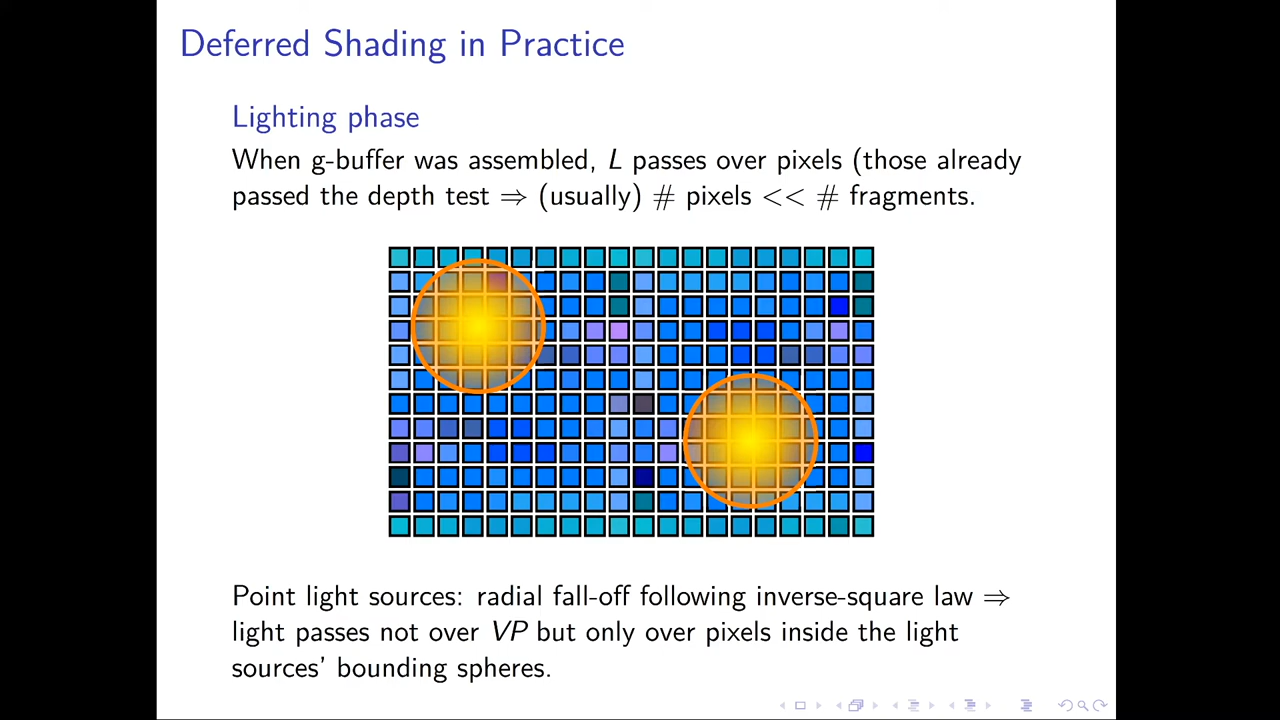 Deferred Shading in Practice
Lighting phase
When g-buffer was assembled, L passes over pixels (those already
passed the depth test ⇒ (usually) # pixels << # fragments.
Point light sources: radial fall-off following inverse-square law ⇒
light passes not over VP but only over pixels inside the light
sources’ bounding spheres.